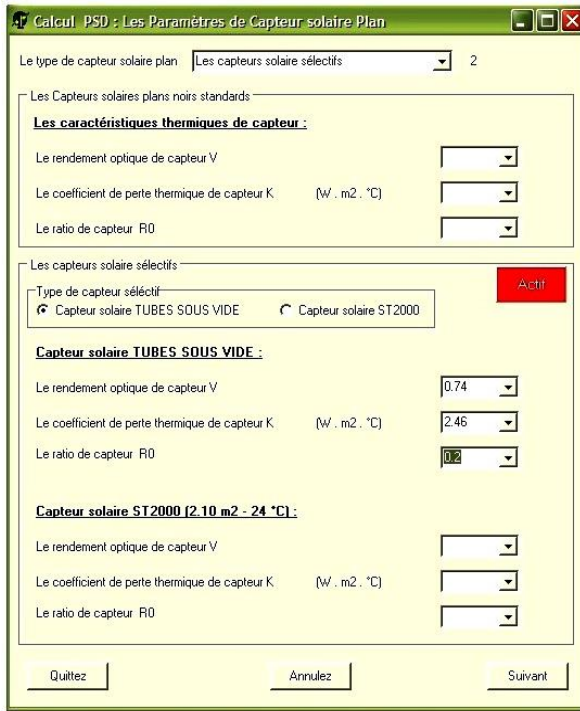 Calcul PSD : Les Paramètres de Capteur solaire Plan
Le type de capteur solaire plan Les capteurs solaire sélectifs 2
Les Capteurs solaires plans noirs standards
Les caractéristiques thermiques de capteur :
Le rendement optique de capteur V
Le coefficient de perte thermique de capteur K (W . m2 . °C)
Le ratio de capteur R0
Les capteurs solaire sélectifs
Actif
Type de capteur séléctif
Capteur solaire TUBES SOUS VIDE Capteur solaire ST2000
Capteur solaire TUBES SOUS VIDE :
Le rendement optique de capteur V 0.74
Le coefficient de perte thermique de capteur K (W . m2 . °C) 2.46
Le ratio de capteur R0 0.2
Capteur solaire ST2000 (2.10 m2 - 24 °C) :
Le rendement optique de capteur V
Le coefficient de perte thermique de capteur K (W . m2 . °C)
Le ratio de capteur R0
Quittez Annulez Suivant